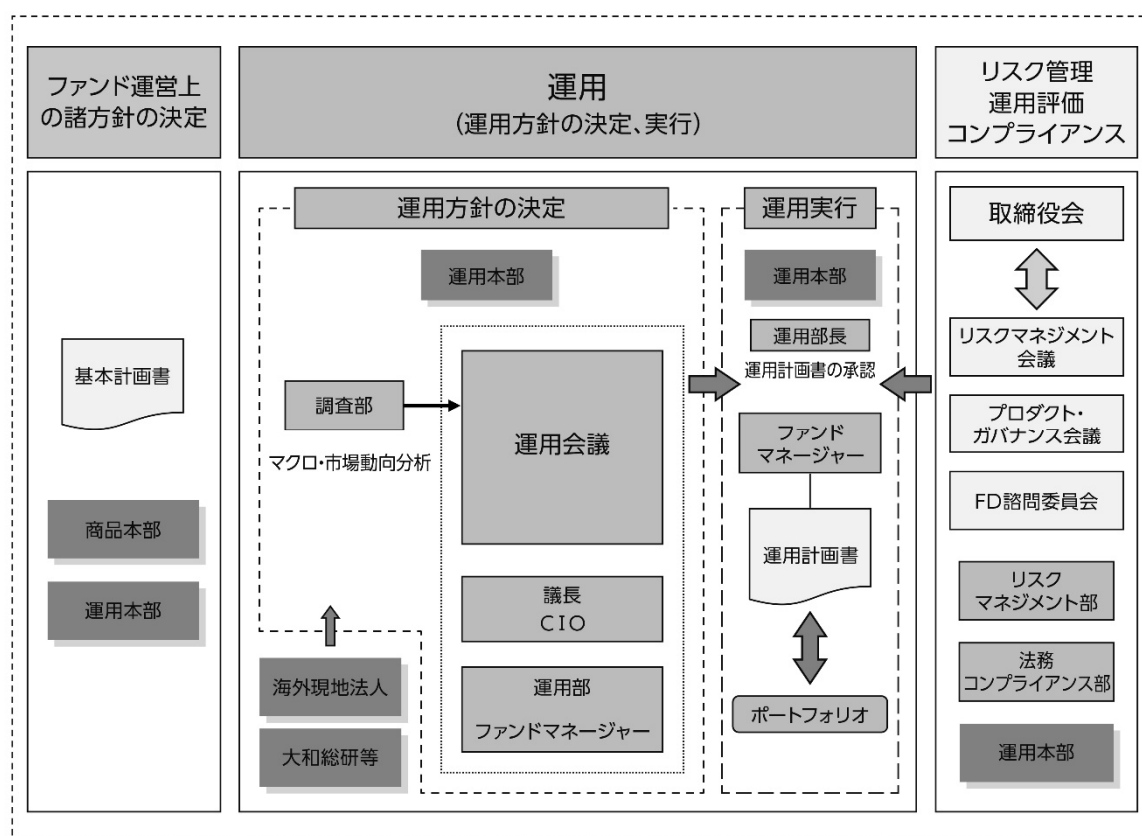 ファンド運営上
の諸方針の決定
基本計画書
商品本部
運用本部
運用
(運用方針の決定、実行)
運用方針の決定
運用本部
調査部
マクロ・市場動向分析
運用会議
議長
CIO
運用部
ファンドマネージャー
海外現地法人
大和総研等
運用実行
運用本部
運用部長
運用計画書の承認
ファンド
マネージャー
運用計画書
ポートフォリオ
リスク管理
運用評価
コンプライアンス
取締役会
リスクマネジメント
会議
プロダクト・
ガバナンス会議
FD諮問委員会
リスク
マネジメント部
法務
コンプライアンス部
運用本部